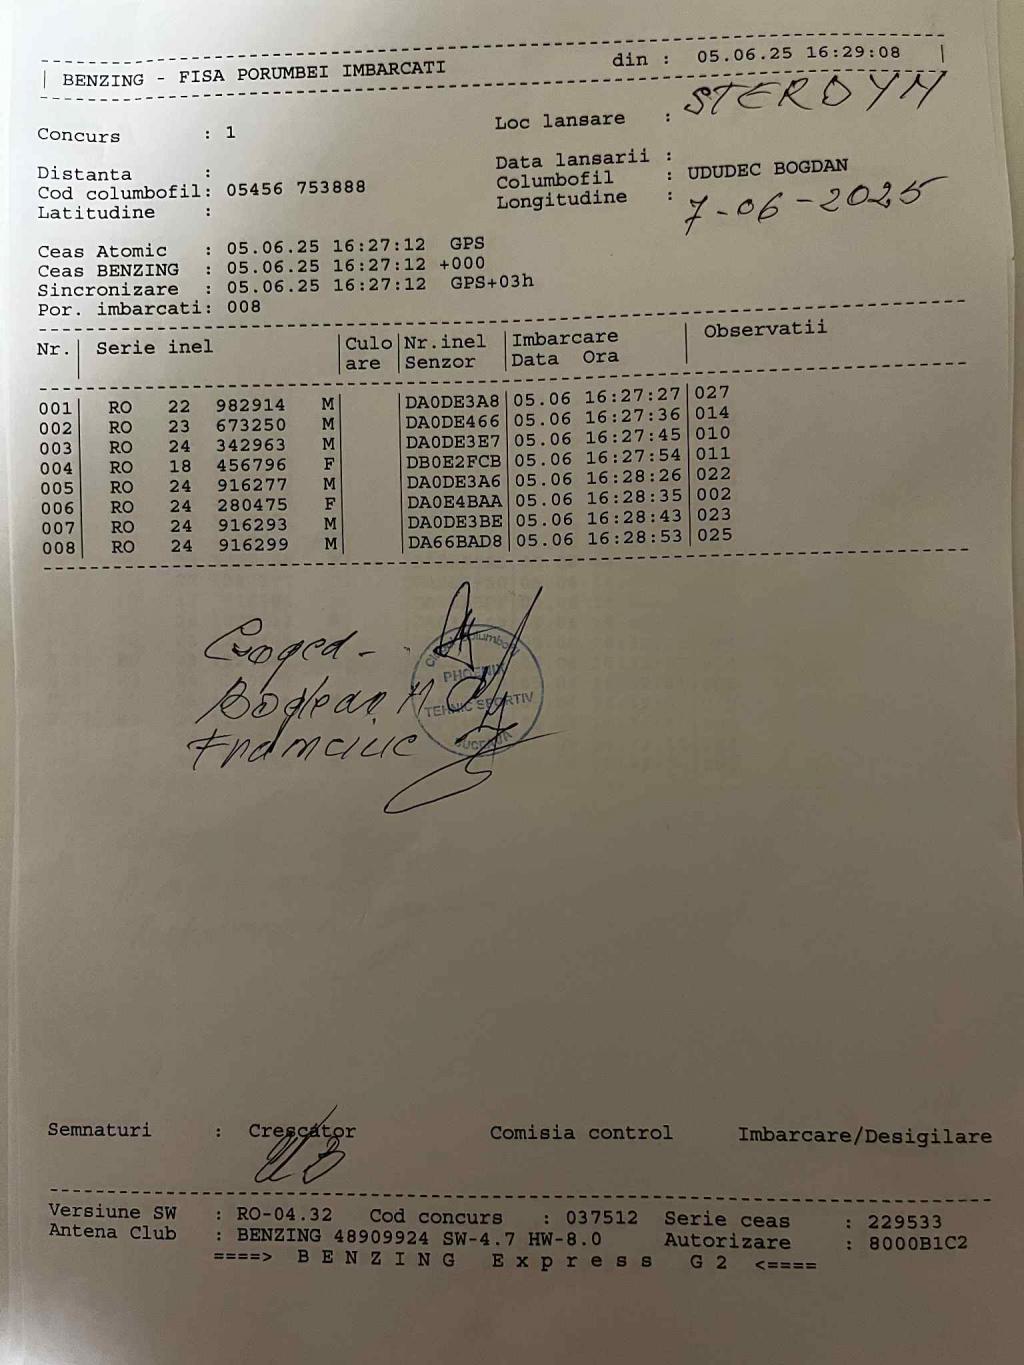 BENZING - FISA PORUMBEI IMBARCATI din : 05.06.25 16:29:08
Concurs : 1 Loc lansare : STEROYM
Distanta : Data lansarii :
Cod columbofil: 05456 753888 Columbofil : UDUDEC BOGDAN
Latitudine : Longitudine : 7-06-2025
Ceas Atomic : 05.06.25 16:27:12 GPS
Ceas BENZING : 05.06.25 16:27:12 +000
Sincronizare : 05.06.25 16:27:12 GPS+03h
Por. imbarcati: 008
Nr. Serie inel Culo Nr.inel Imbarcare Observatii
are Senzor Data Ora
001 RO 22 982914 M DA0DE3A8 05.06 16:27:27 027
002 RO 23 673250 M DA0DE466 05.06 16:27:36 014
003 RO 24 342963 M DA0DE3E7 05.06 16:27:45 010
004 RO 18 456796 F DB0E2FCB 05.06 16:27:54 011
005 RO 24 916277 M DA0DE3A6 05.06 16:28:26 022
006 RO 24 280475 F DA0E4BAA 05.06 16:28:35 002
007 RO 24 916293 M DA0DE3BE 05.06 16:28:43 023
008 RO 24 916299 M DA66BAD8 05.06 16:28:53 025
PHOENIX
TEHNIC SPORTIV
SUCEAVA
Semnaturi : Crescator Comisia control Imbarcare/Desigilare
Versiune SW : RO-04.32 Cod concurs : 037512 Serie ceas : 229533
Antena Club : BENZING 48909924 SW-4.7 HW-8.0 Autorizare : 8000B1C2
====> B E N Z I N G E x p r e s s G 2 <====